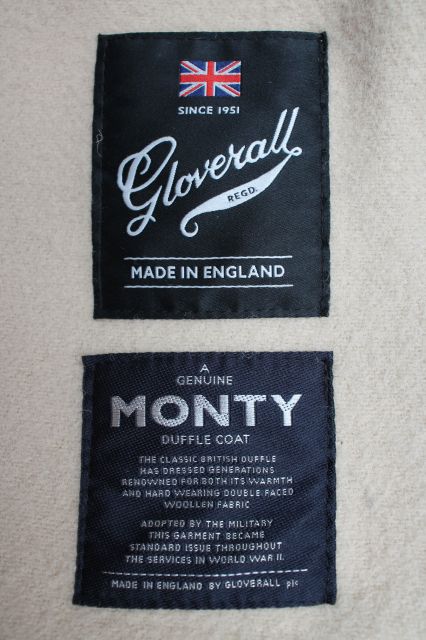 SINCE 1951
Gloverall
REGD.
MADE IN ENGLAND
A
GENUINE
MONTY
DUFFLE COAT
THE CLASSIC BRITISH DUFFLE
HAS DRESSED GENERATIONS
RENOWNED FOR BOTH ITS WARMTH
AND HARD WEARING DOUBLE FACED
WOOLLEN FABRIC
ADOPTED BY THE MILITARY
THIS GARMENT BECAME
STANDARD ISSUE THROUGHOUT
THE SERVICES IN WORLD WAR II.
MADE IN ENGLAND BY GLOVERALL plc